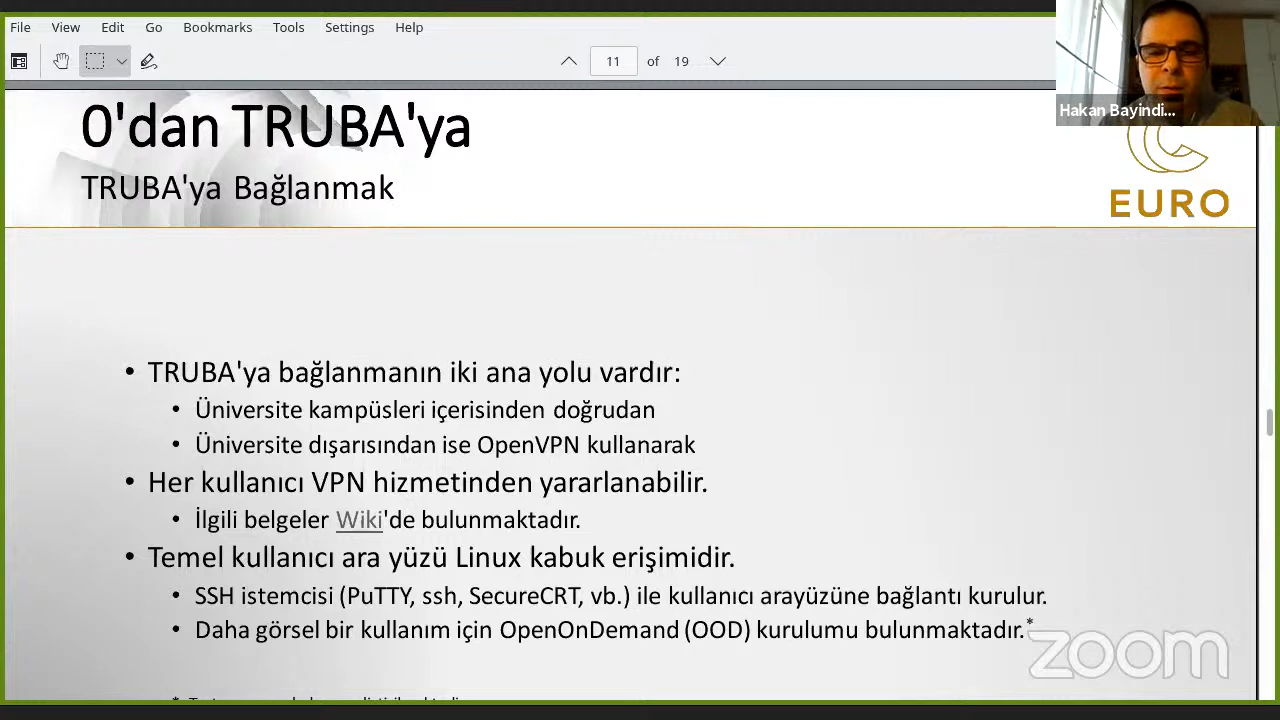 File View Edit Go Bookmarks Tools Settings Help
11 of 19
Hakan Bayindi...
0'dan TRUBA'ya
TRUBA'ya Bağlanmak
EURO
• TRUBA'ya bağlanmanın iki ana yolu vardır:
• Üniversite kampüsleri içerisinden doğrudan
• Üniversite dışarısından ise OpenVPN kullanarak
• Her kullanıcı VPN hizmetinden yararlanabilir.
• İlgili belgeler Wiki'de bulunmaktadır.
• Temel kullanıcı ara yüzü Linux kabuk erişimidir.
• SSH istemcisi (PuTTY, ssh, SecureCRT, vb.) ile kullanıcı arayüzüne bağlantı kurulur.
• Daha görsel bir kullanım için OpenOnDemand (OOD) kurulumu bulunmaktadır.*
zoom